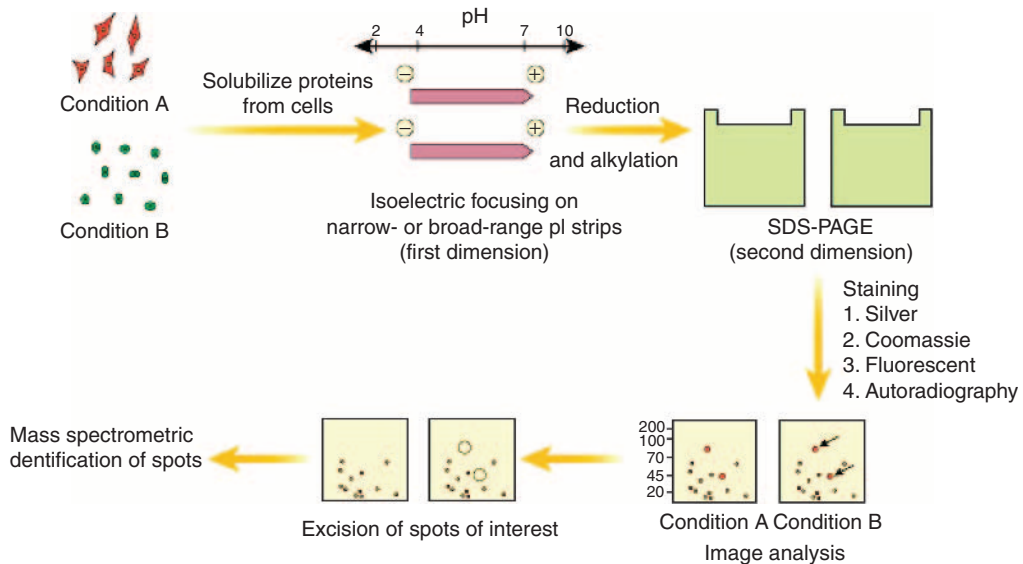 pH
2 4 7 10
Condition A
Solubilize proteins
from cells
− +
− +
Reduction
and alkylation
Condition B
Isoelectric focusing on
narrow- or broad-range pI strips
(first dimension)
SDS-PAGE
(second dimension)
Staining
1. Silver
2. Coomassie
3. Fluorescent
4. Autoradiography
200
100
70
45
20
Condition A Condition B
Image analysis
Excision of spots of interest
Mass spectrometric
dentification of spots